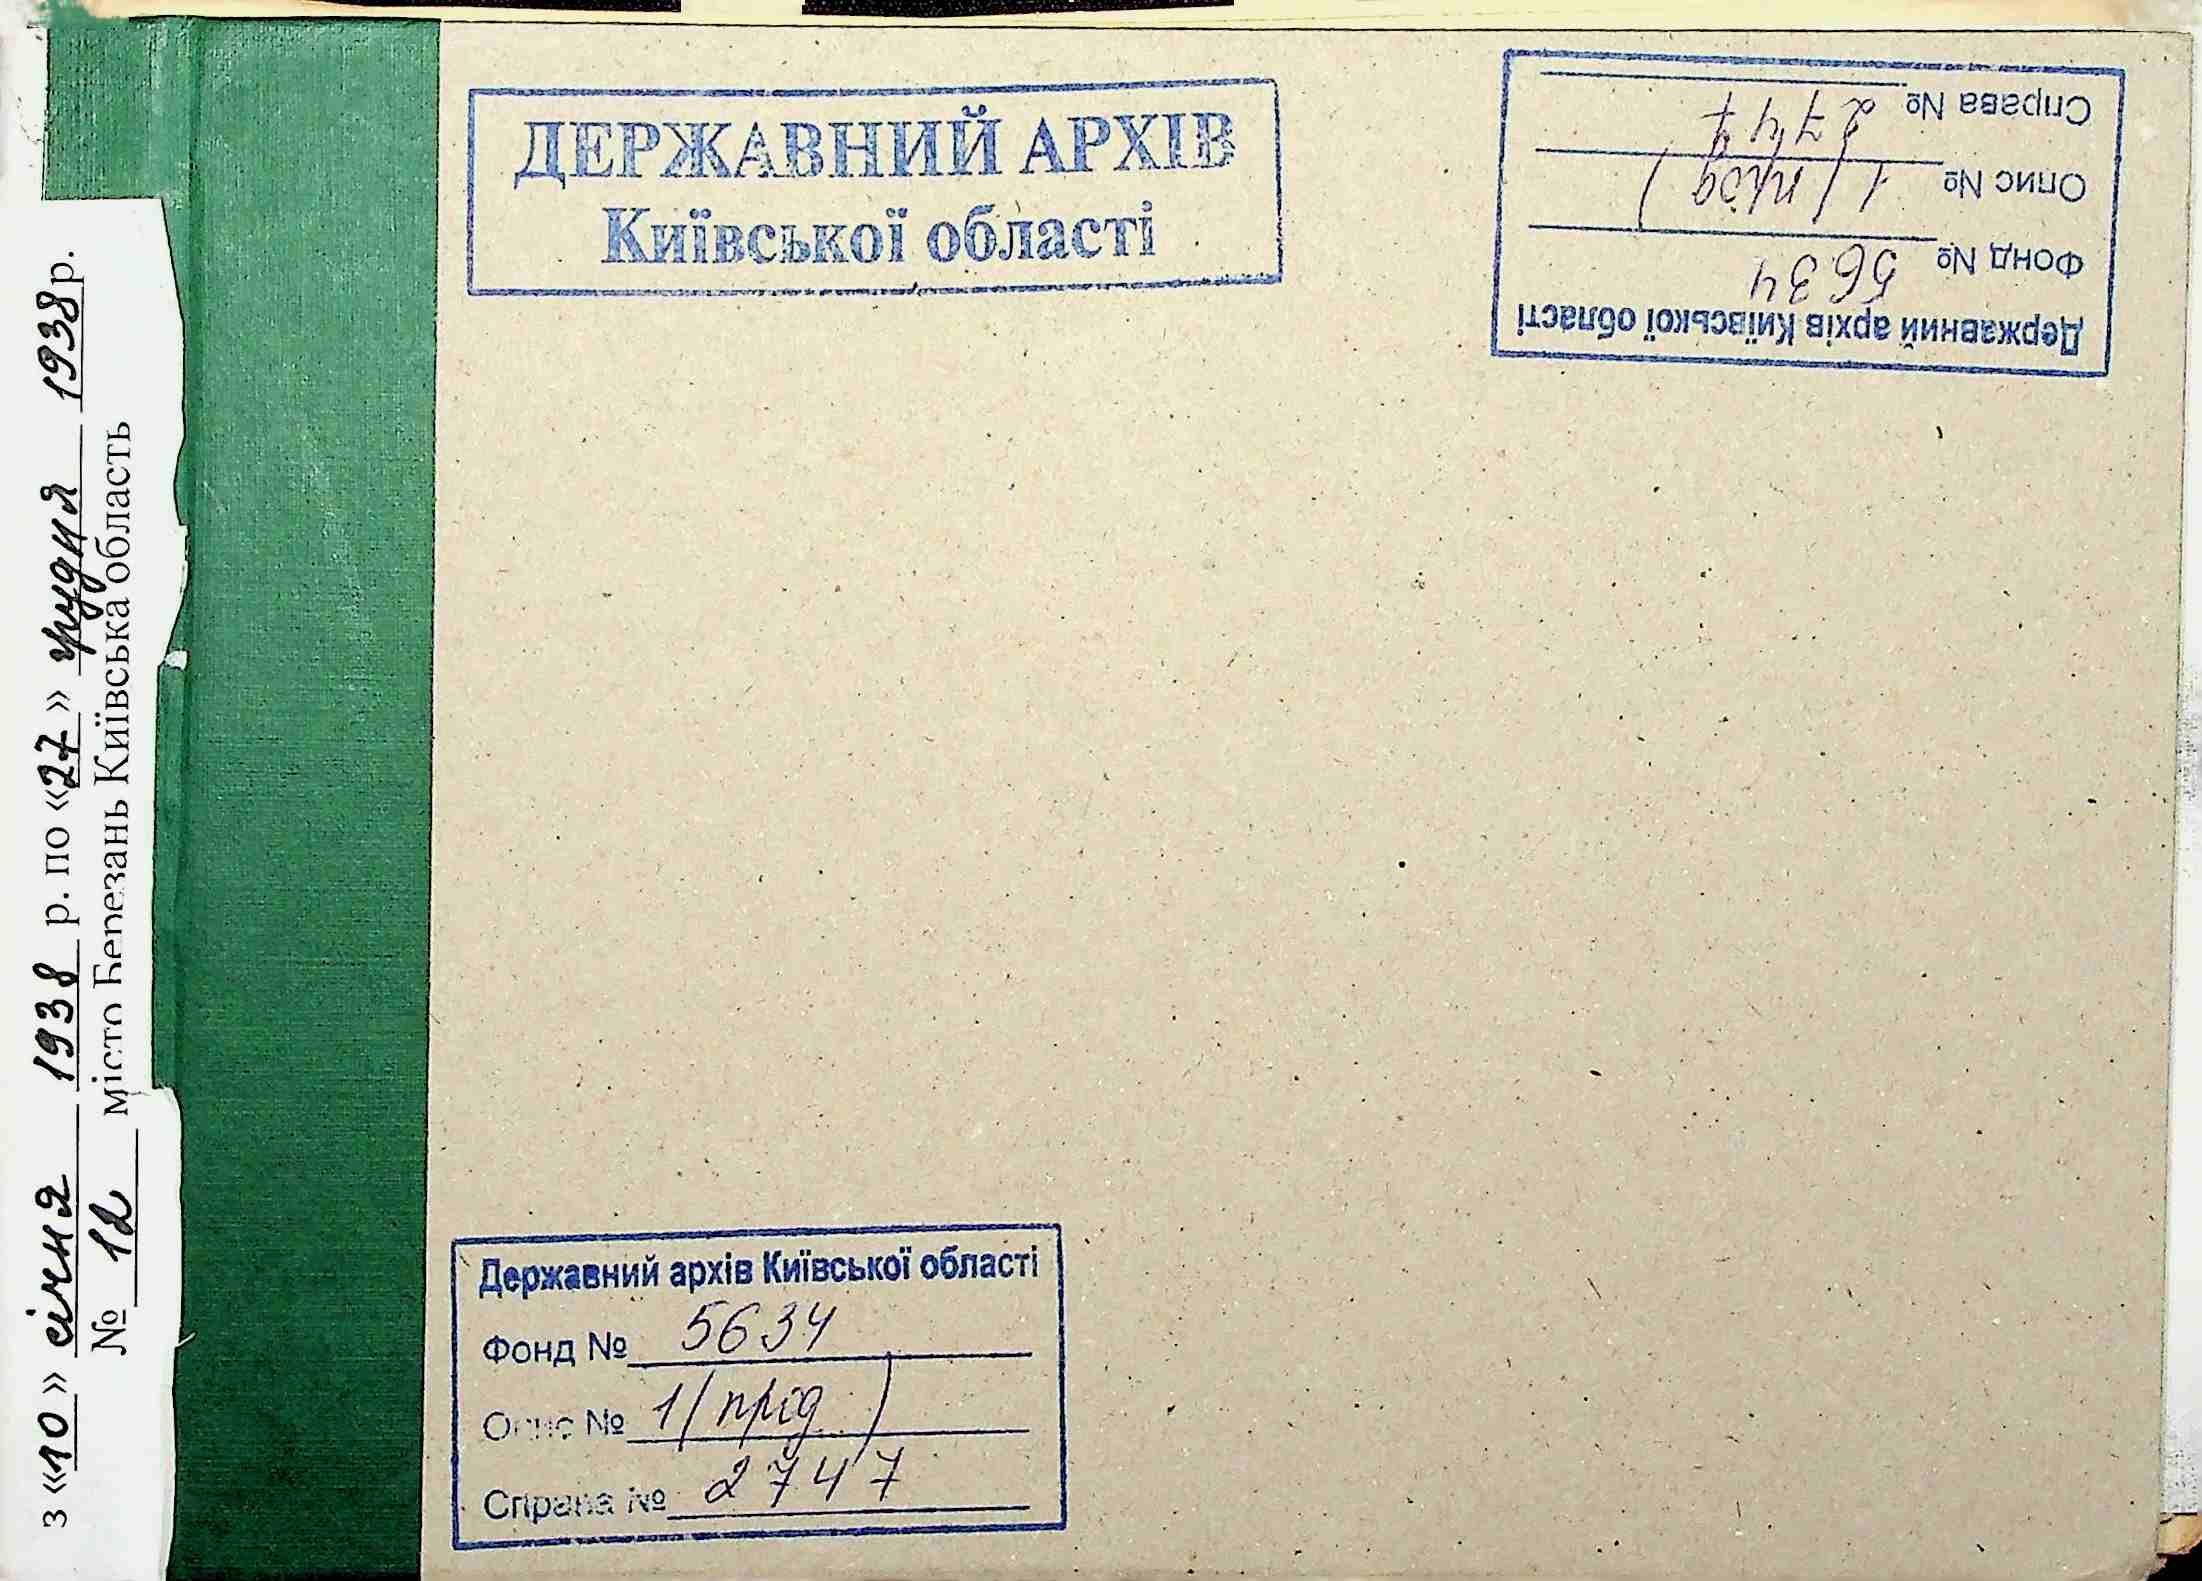 з «10» січня 1938 р. по «27» грудня 1938р.
№ 12 місто Березань Київська область
ДЕРЖАВНИЙ АРХІВ
Київської області
Державний архів Київської області
Фонд № 5634
Опис № 1 (прід)
Справа № 2747
Державний архів Київської області
Фонд № 5634
Опис № 1 (прід)
Справа № 2747